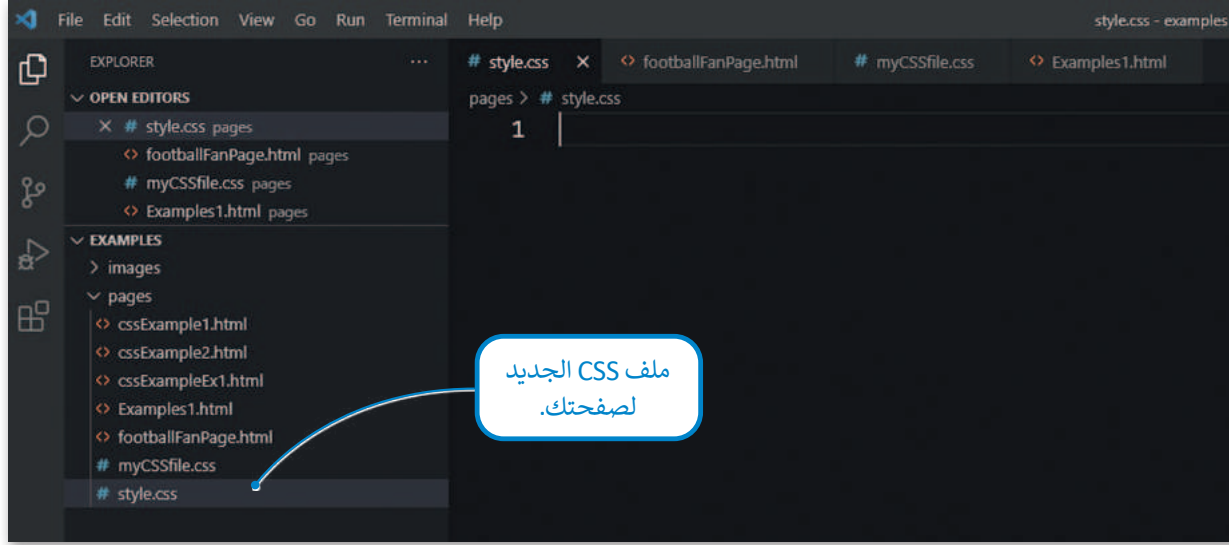 File Edit Selection View Go Run Terminal Help
style.css - examples
EXPLORER ...
OPEN EDITORS
× # style.css pages
<> footballFanPage.html pages
# myCSSfile.css pages
<> Examples1.html pages
EXAMPLES
> images
pages
<> cssExample1.html
<> cssExample2.html
<> cssExampleEx1.html
<> Examples1.html
<> footballFanPage.html
# myCSSfile.css
# style.css
# style.css × <> footballFanPage.html # myCSSfile.css <> Examples1.html
pages > # style.css
1
ملف CSS الجديد
لصفحتك.